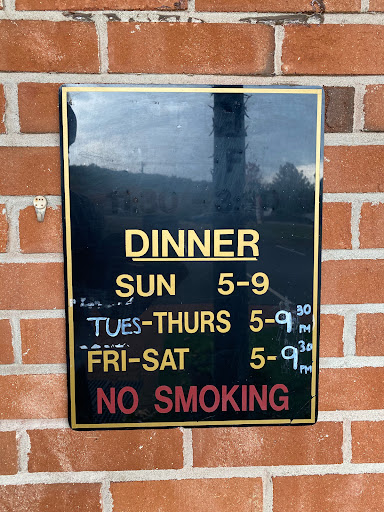 DINNER
SUN 5-9
TUES-THURS 5-9 30 PM
FRI-SAT 5-9 30 PM
NO SMOKING